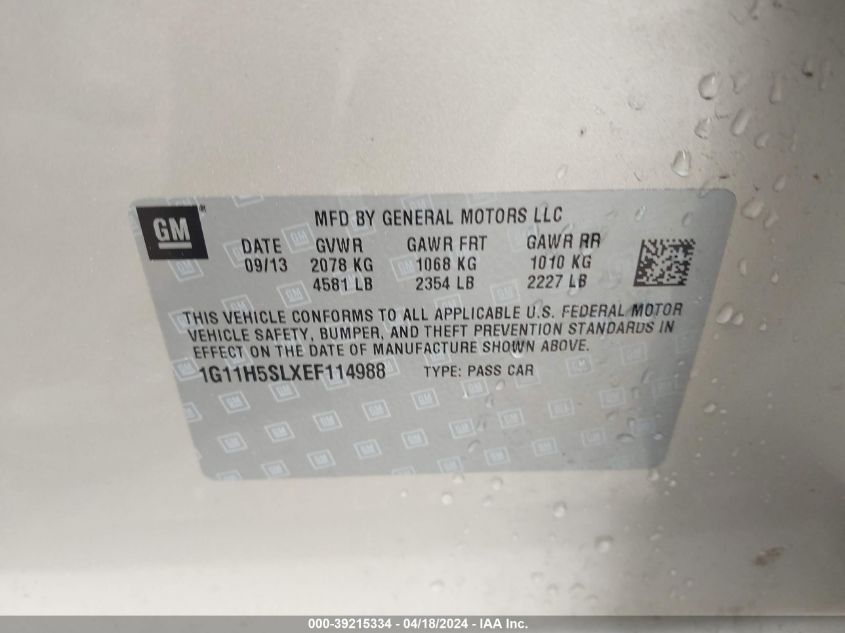 GM
MFD BY GENERAL MOTORS LLC
DATE GVWR GAWR FRT GAWR RR
09/13 2078 KG 1068 KG 1010 KG
4581 LB 2354 LB 2227 LB
THIS VEHICLE CONFORMS TO ALL APPLICABLE U.S. FEDERAL MOTOR
VEHICLE SAFETY, BUMPER, AND THEFT PREVENTION STANDARDS IN
EFFECT ON THE DATE OF MANUFACTURE SHOWN ABOVE.
1G11H5SLXEF114988 TYPE: PASS CAR
000-39215334 - 04/18/2024 - IAA Inc.